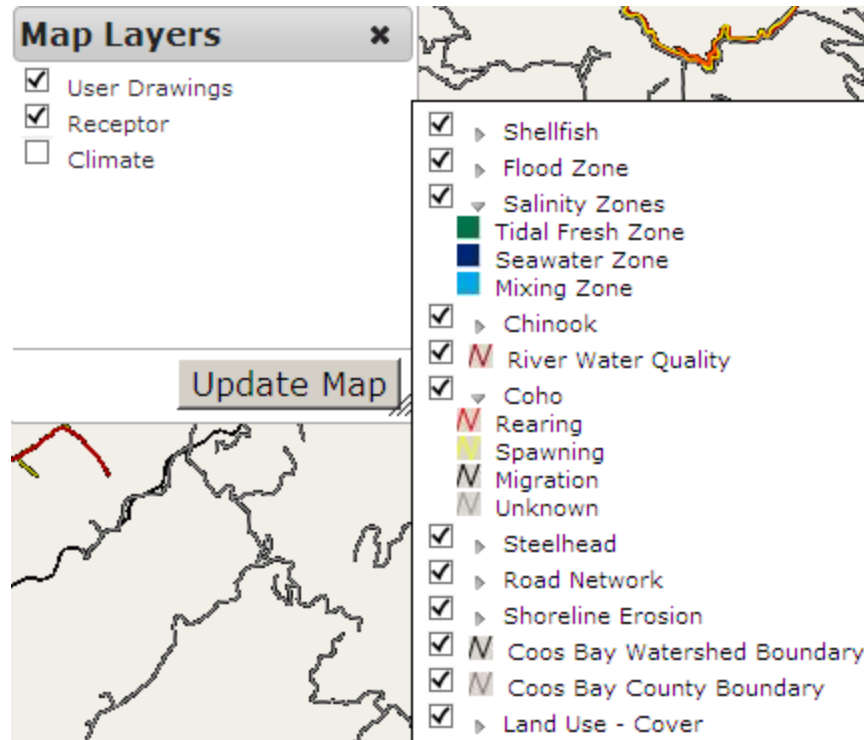 Map Layers
User Drawings
Receptor
Climate
Update Map
Shellfish
Flood Zone
Salinity Zones
Tidal Fresh Zone
Seawater Zone
Mixing Zone
Chinook
River Water Quality
Coho
Rearing
Spawning
Migration
Unknown
Steelhead
Road Network
Shoreline Erosion
Coos Bay Watershed Boundary
Coos Bay County Boundary
Land Use - Cover